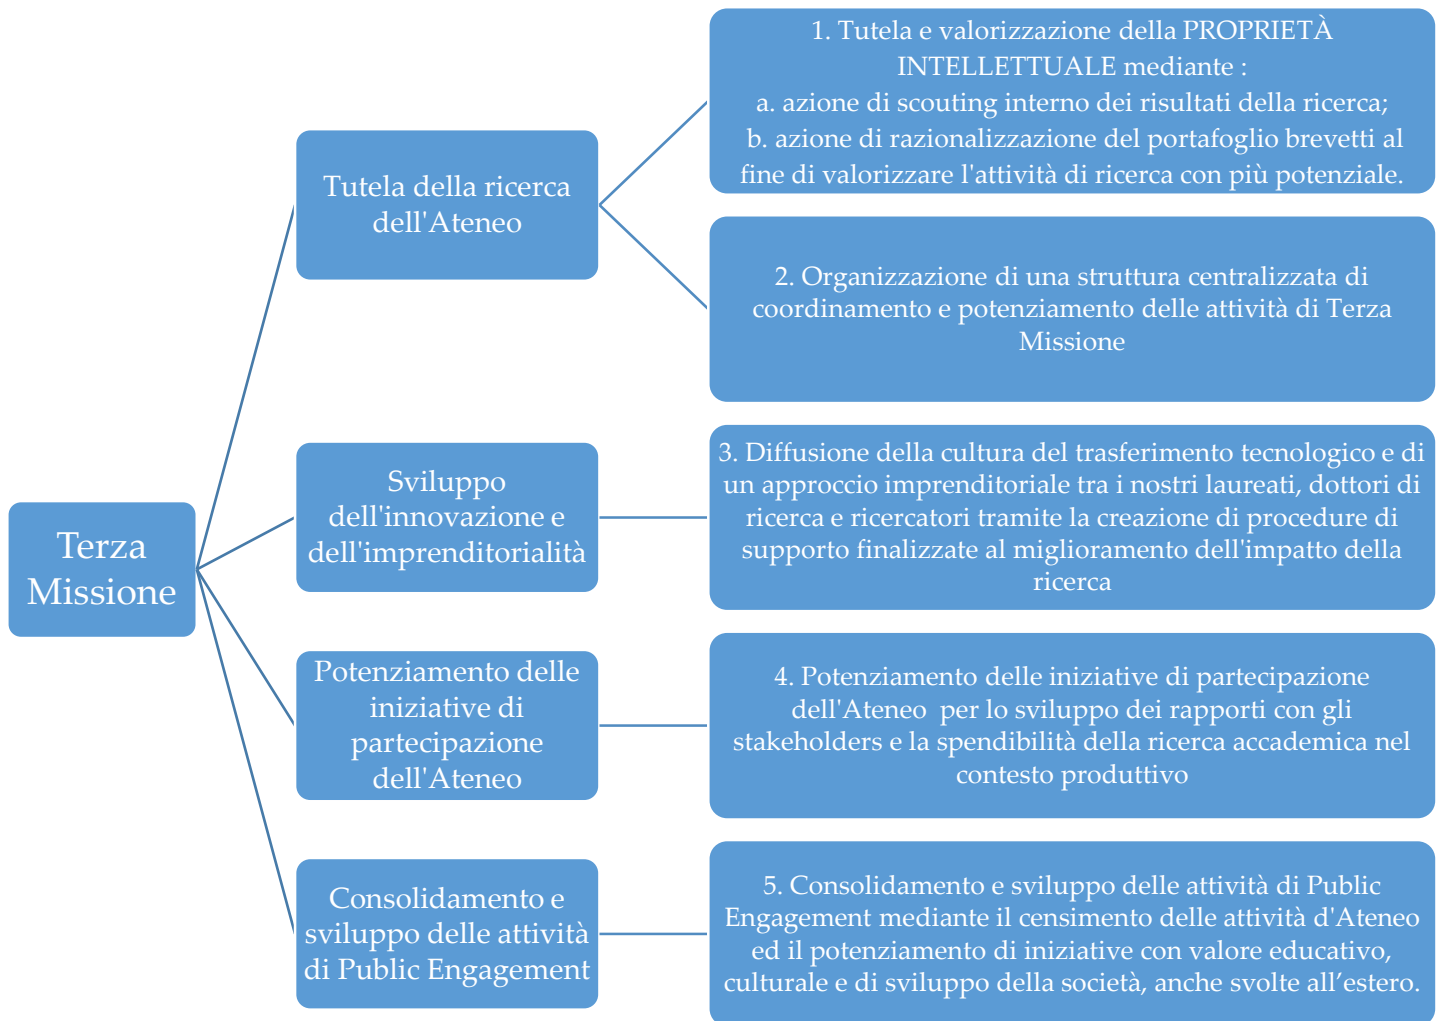 Terza
Missione
Tutela della ricerca
dell'Ateneo
1. Tutela e valorizzazione della PROPRIETÀ
INTELLETTUALE mediante :
a. azione di scouting interno dei risultati della ricerca;
b. azione di razionalizzazione del portafoglio brevetti al
fine di valorizzare l'attività di ricerca con più potenziale.
2. Organizzazione di una struttura centralizzata di
coordinamento e potenziamento delle attività di Terza
Missione
Sviluppo
dell'innovazione e
dell'imprenditorialità
3. Diffusione della cultura del trasferimento tecnologico e di
un approccio imprenditoriale tra i nostri laureati, dottori di
ricerca e ricercatori tramite la creazione di procedure di
supporto finalizzate al miglioramento dell'impatto della
ricerca
Potenziamento delle
iniziative di
partecipazione
dell'Ateneo
4. Potenziamento delle iniziative di partecipazione
dell'Ateneo  per lo sviluppo dei rapporti con gli
stakeholders e la spendibilità della ricerca accademica nel
contesto produttivo
Consolidamento e
sviluppo delle attività
di Public Engagement
5. Consolidamento e sviluppo delle attività di Public
Engagement mediante il censimento delle attività d'Ateneo
ed il potenziamento di iniziative con valore educativo,
culturale e di sviluppo della società, anche svolte all’estero.